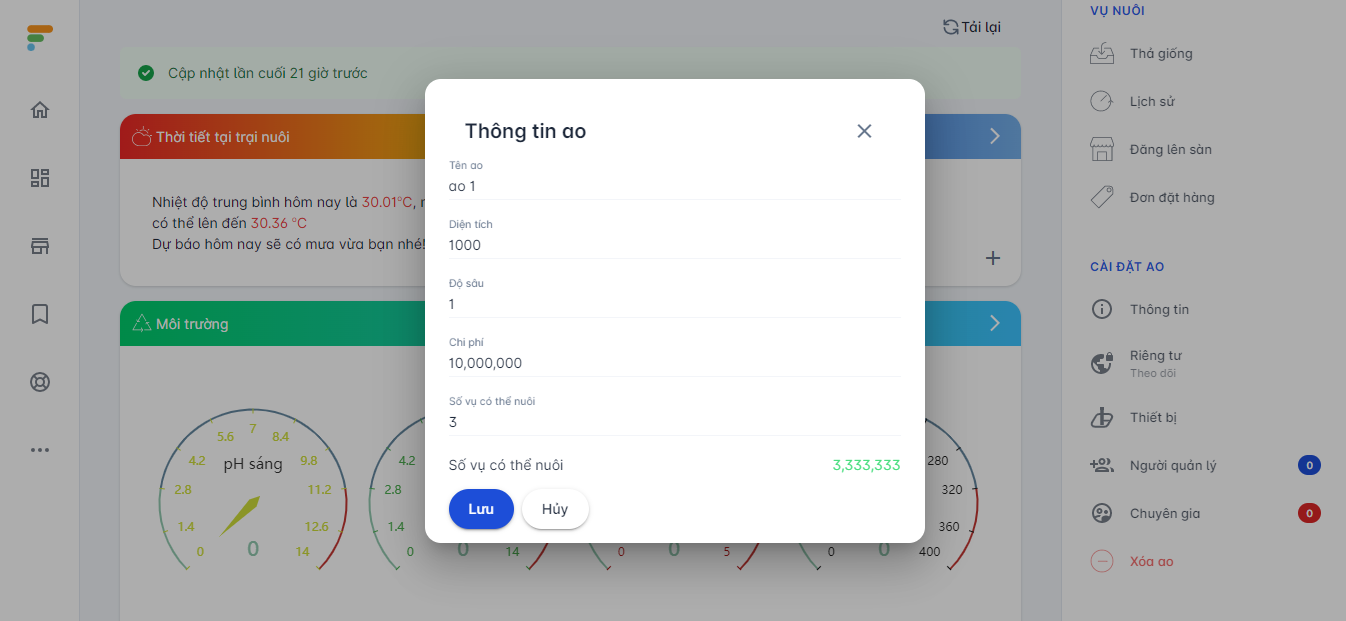 Tải lại
Cập nhật lần cuối 21 giờ trước
Thời tiết tại trại nuôi
Nhiệt độ trung bình hôm nay là 30.01°C,
có thể lên đến 30.36 °C
Dự báo hôm nay sẽ có mưa vừa bạn nhé!
Môi trường
pH sáng
0
1.4
2.8
4.2
5.6
7
8.4
9.8
11.2
12.6
14
0
4.2
2.8
1.4
0
0
14
0
0
5
0
0
280
320
360
400
Thông tin ao
Tên ao
ao 1
Diện tích
1000
Độ sâu
1
Chi phí
10,000,000
Số vụ có thể nuôi
3
Số vụ có thể nuôi 3,333,333
Lưu Hủy
VỤ NUÔI
Thả giống
Lịch sử
Đăng lên sàn
Đơn đặt hàng
CÀI ĐẶT AO
Thông tin
Riêng tư
Theo dõi
Thiết bị
Người quản lý 0
Chuyên gia 0
Xóa ao